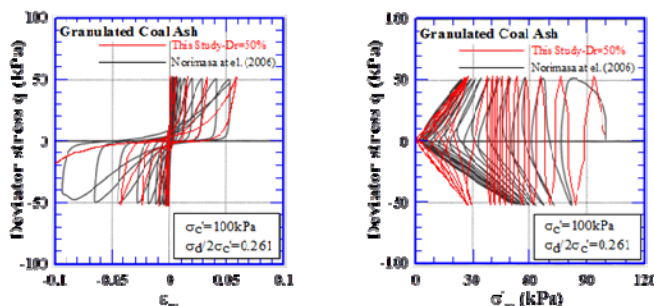 Granulated Coal Ash
This Study-Dr=50%
Norimasa at el. (2006)
Deviator stress q (kPa)
100
50
0
-50
-100
σc'=100kPa
σd/2σc'=0.261
-0.1 -0.05 0 0.05 0.1
Granulated Coal Ash
This Study-Dr=50%
Norimasa at el. (2006)
Deviator stress q (kPa)
100
50
0
-50
-100
σc'=100kPa
σd/2σc'=0.261
0 30 60 90 120
(kPa)